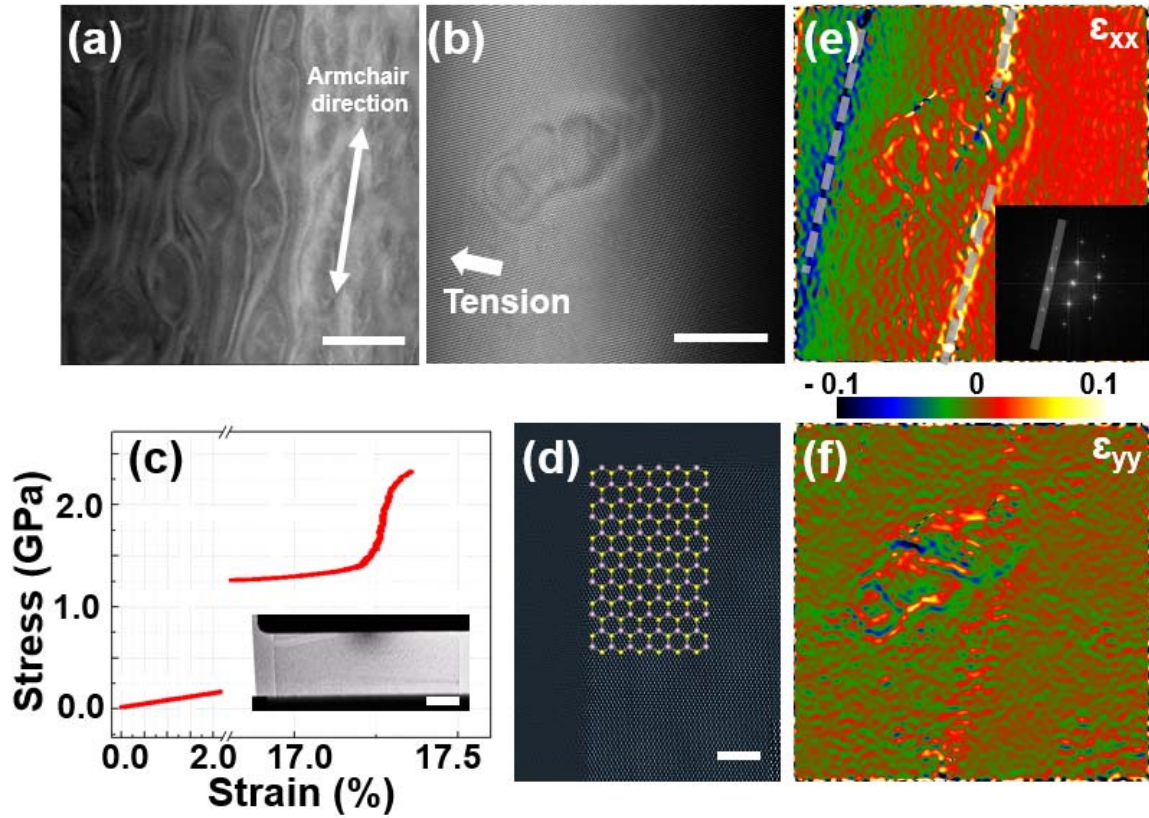 (a)
Armchair
direction
(b)
Tension
(e)
εxx
- 0.1 0 0.1
(c)
Stress (GPa)
2.0
1.0
0.0
0.0 2.0 17.0 17.5
Strain (%)
(d)
(f)
εyy